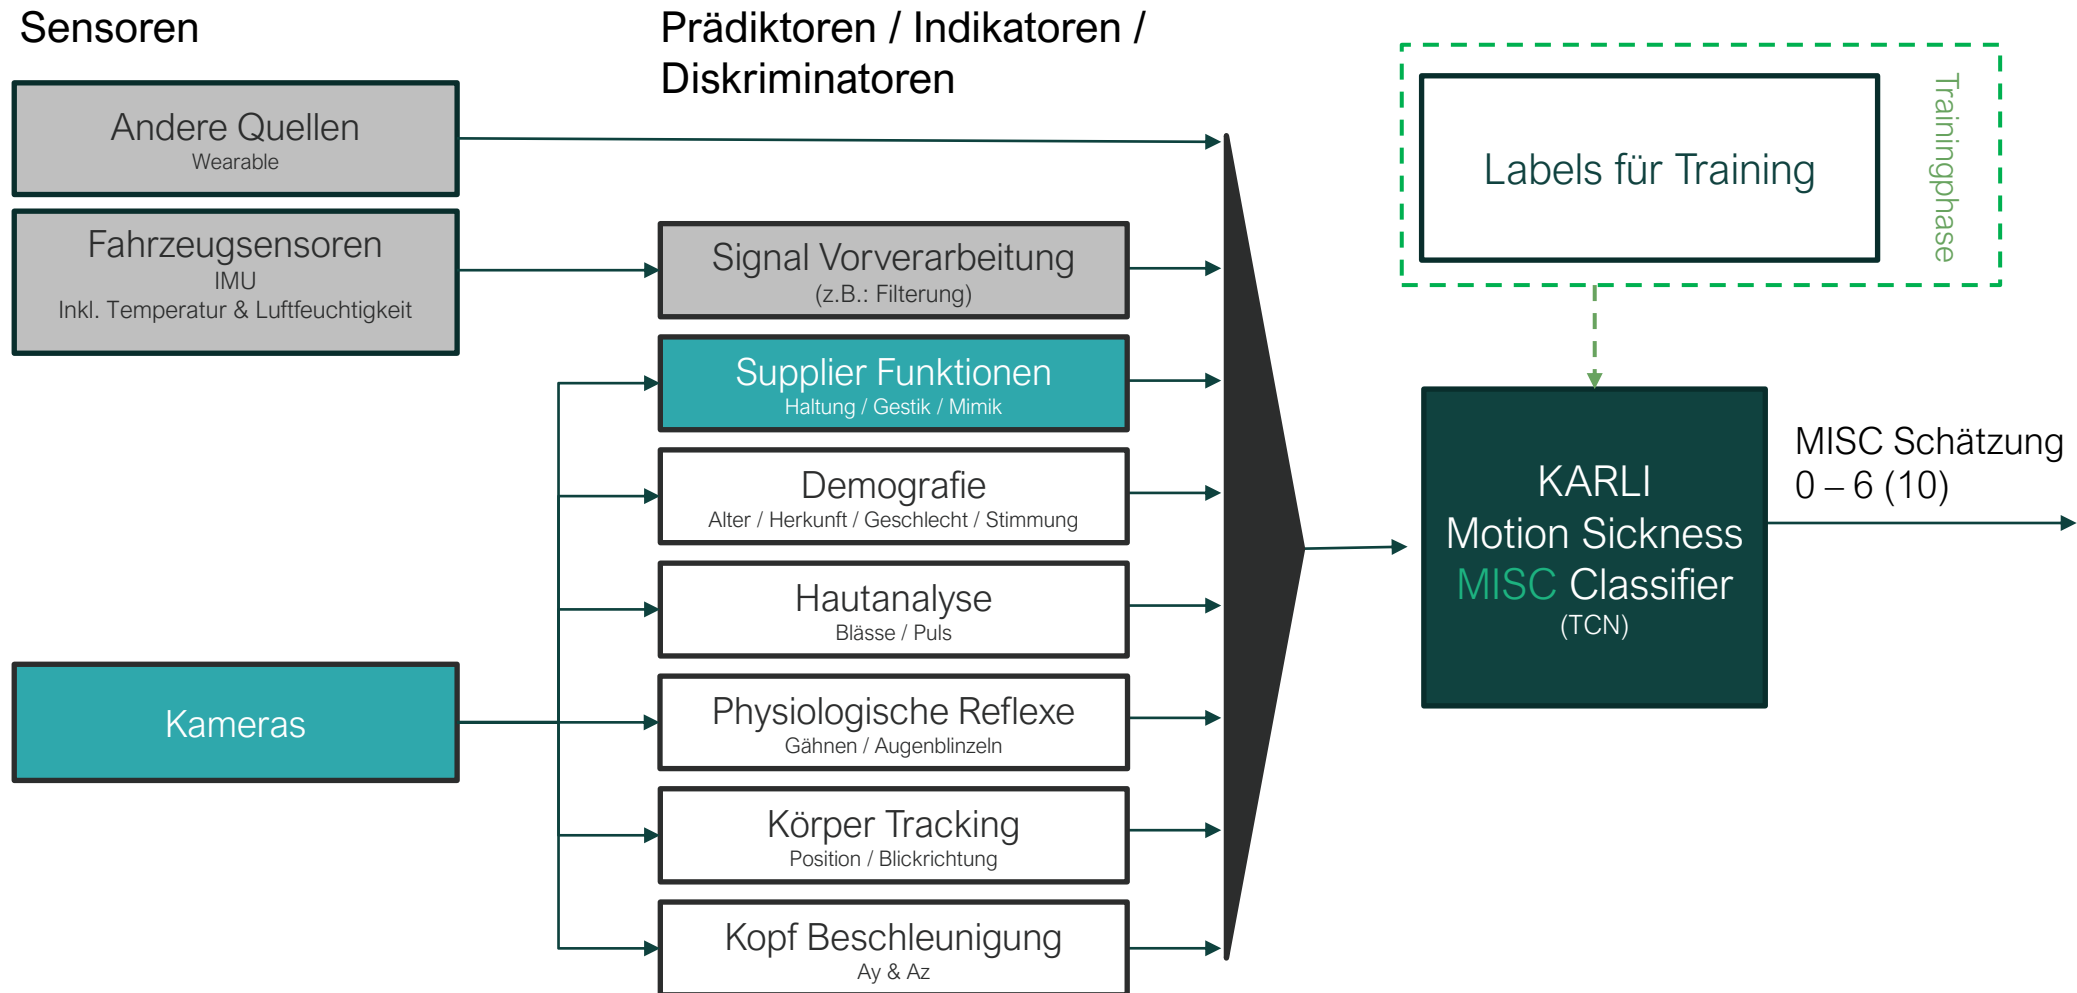 Sensoren
Prädiktoren / Indikatoren /
Diskriminatoren
Andere Quellen
Wearable
Fahrzeugsensoren
IMU
Inkl. Temperatur & Luftfeuchtigkeit
Kameras
Signal Vorverarbeitung
(z.B.: Filterung)
Supplier Funktionen
Haltung / Gestik / Mimik
Demografie
Alter / Herkunft / Geschlecht / Stimmung
Hautanalyse
Blässe / Puls
Physiologische Reflexe
Gähnen / Augenblinzeln
Körper Tracking
Position / Blickrichtung
Kopf Beschleunigung
Ay & Az
Labels für Training
Trainingphase
KARLI
Motion Sickness
MISC Classifier
(TCN)
MISC Schätzung
0 – 6 (10)